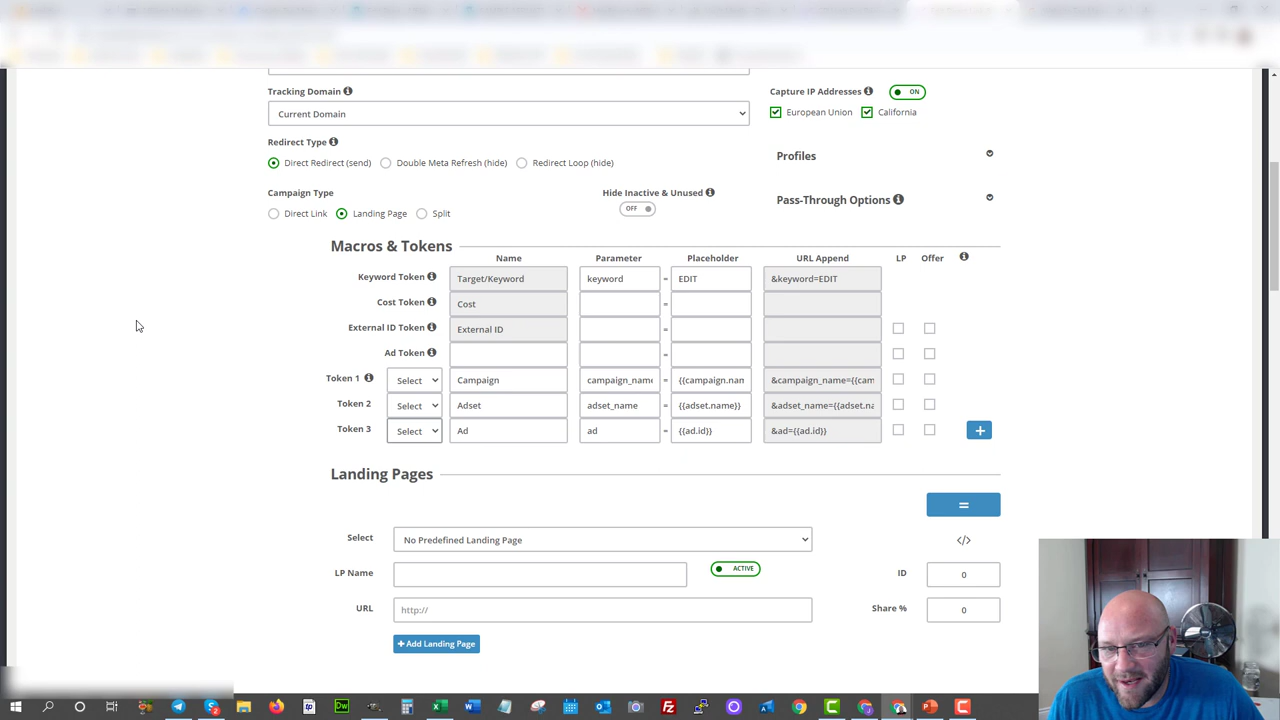 Tracking Domain
Capture IP Addresses ON
Current Domain
European Union California
Redirect Type
Direct Redirect (send) Double Meta Refresh (hide) Redirect Loop (hide)
Profiles
Campaign Type Hide Inactive & Unused
Pass-Through Options
Direct Link Landing Page Split OFF
Macros & Tokens
Name Parameter Placeholder URL Append LP Offer
Keyword Token Target/Keyword keyword = EDIT &keyword=EDIT
Cost Token Cost =
External ID Token External ID =
Ad Token =
Token 1 Select Campaign campaign_name = {{campaign.nam &campaign_name={{cam
Token 2 Select Adset adset_name = {{adset.name}} &adset_name={{adset.na
Token 3 Select Ad ad = {{ad.id}} &ad={{ad.id}} +
Landing Pages
=
Select No Predefined Landing Page </>
LP Name ACTIVE ID 0
URL http:// Share % 0
+ Add Landing Page